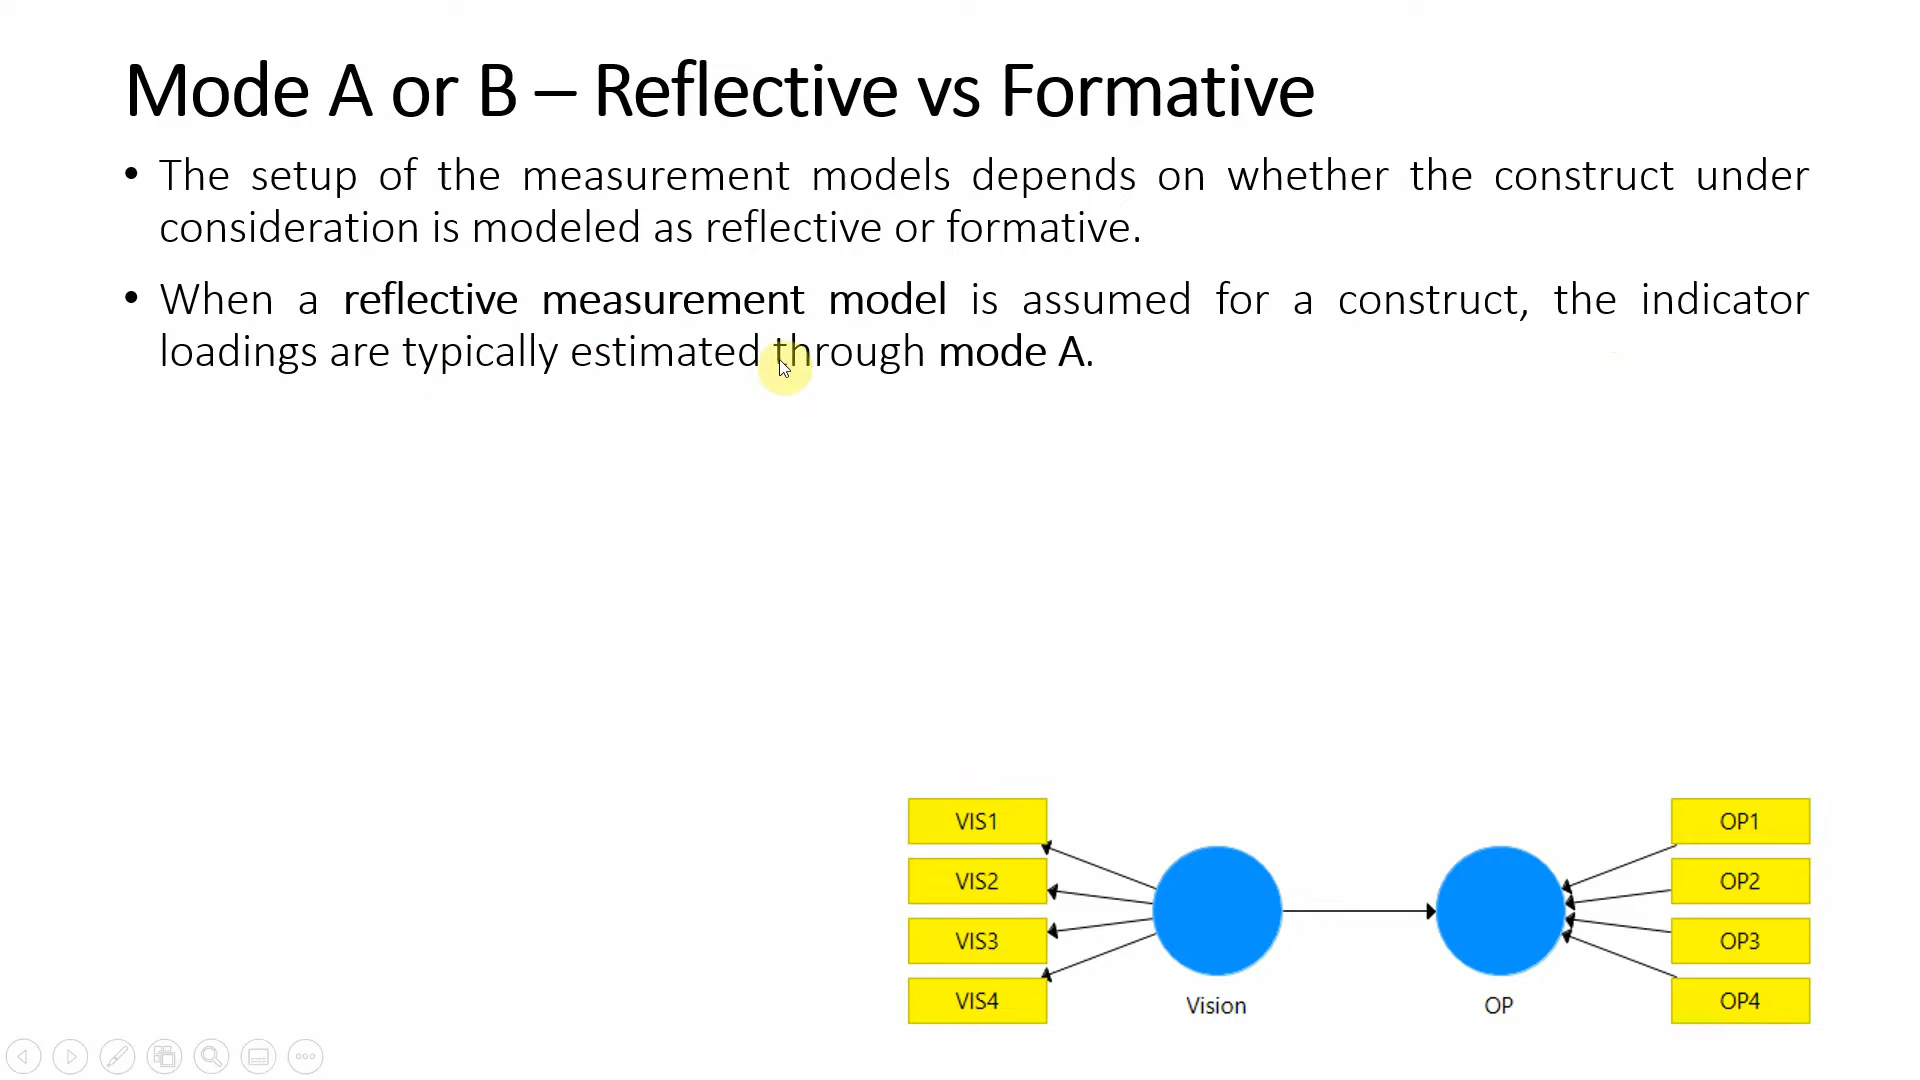 Mode A or B – Reflective vs Formative
• The setup of the measurement models depends on whether the construct under
consideration is modeled as reflective or formative.
• When a reflective measurement model is assumed for a construct, the indicator
loadings are typically estimated through mode A.
VIS1
VIS2
VIS3
VIS4
Vision
OP
OP1
OP2
OP3
OP4